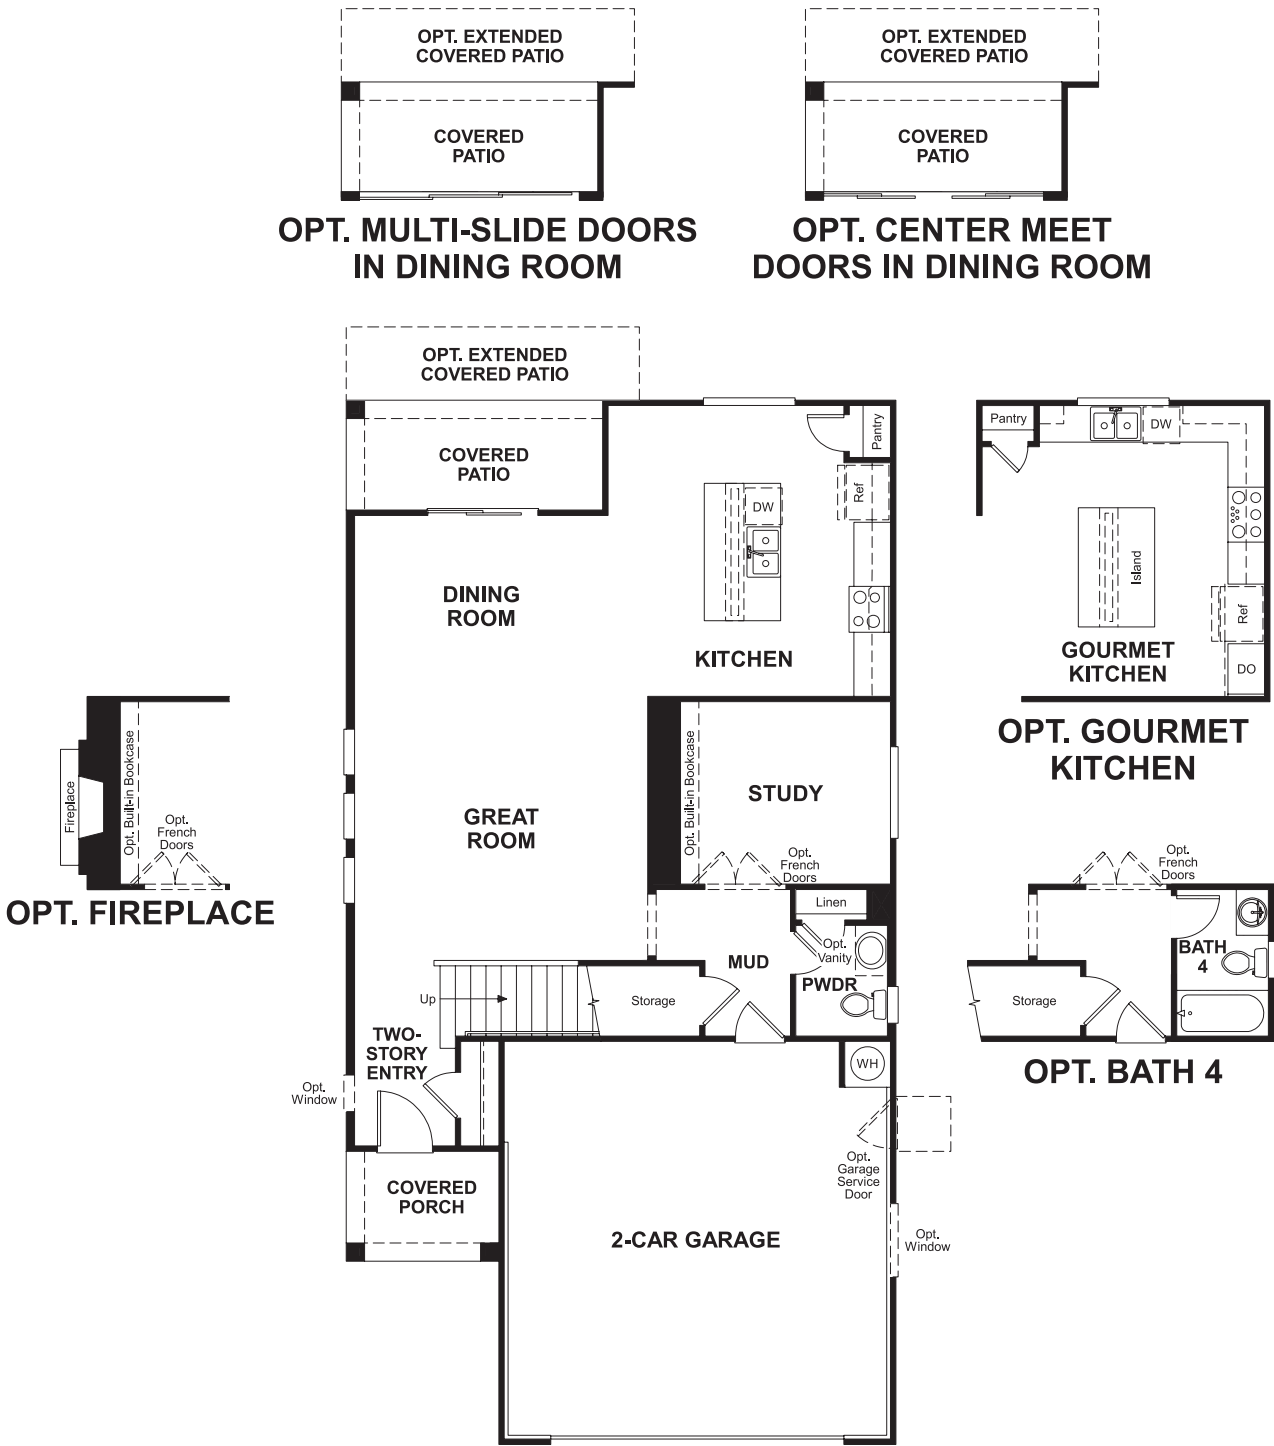 OPT. EXTENDED
COVERED PATIO
COVERED
PATIO
OPT. MULTI-SLIDE DOORS
IN DINING ROOM
OPT. EXTENDED
COVERED PATIO
COVERED
PATIO
OPT. CENTER MEET
DOORS IN DINING ROOM
OPT. EXTENDED
COVERED PATIO
COVERED
PATIO
Pantry
Ref
DW
DINING
ROOM
KITCHEN
Pantry
DW
Island
Ref
DO
GOURMET
KITCHEN
OPT. GOURMET
KITCHEN
Fireplace
Opt. Built-in Bookcase
Opt.
French
Doors
OPT. FIREPLACE
GREAT
ROOM
Opt. Built-in Bookcase
STUDY
Opt.
French
Doors
Linen
Opt.
Vanity
MUD
PWDR
Up
Storage
TWO-
STORY
ENTRY
Opt.
Window
WH
Opt.
Garage
Service
Door
COVERED
PORCH
2-CAR GARAGE
Opt.
Window
Opt.
French
Doors
BATH
4
Storage
OPT. BATH 4